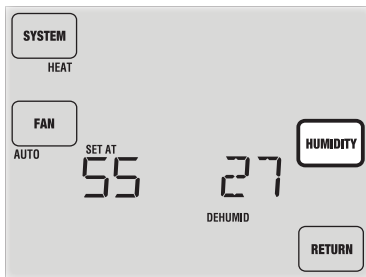 SYSTEM
HEAT
FAN
AUTO
SET AT
55 27
DEHUMID
HUMIDITY
RETURN